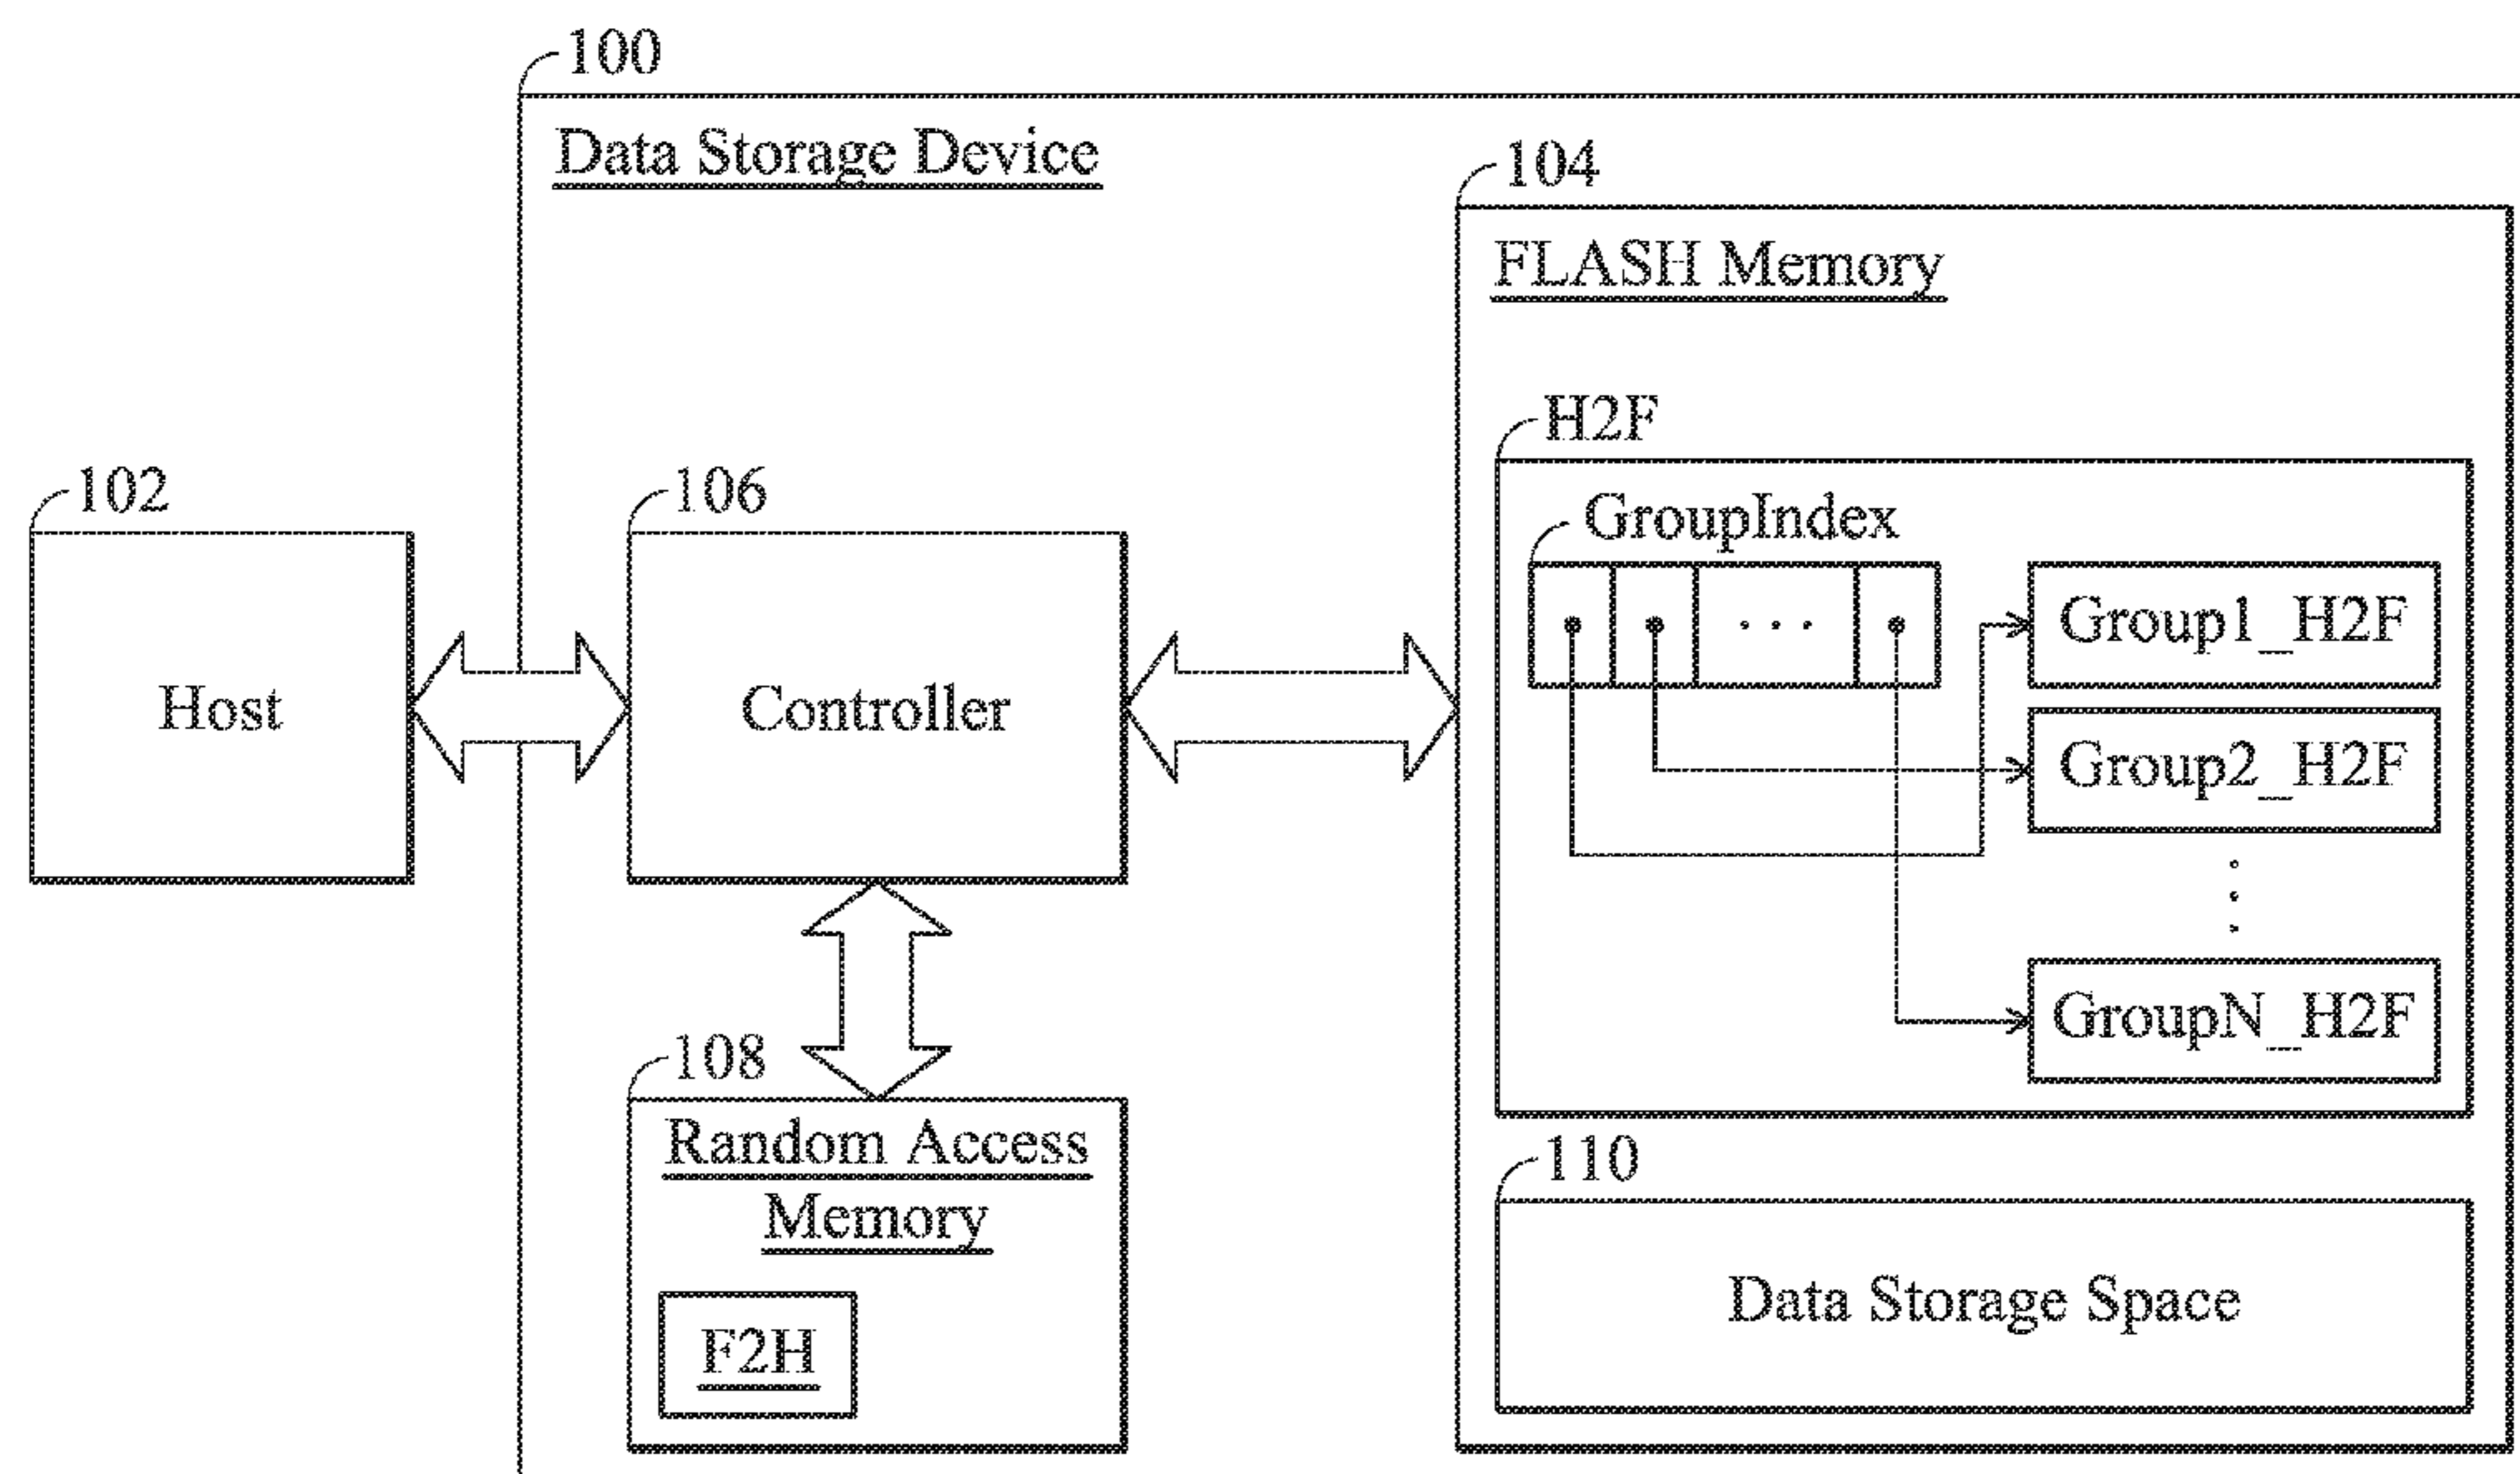 100
Data Storage Device
104
FLASH Memory
H2F
GroupIndex
. . .
Group1_H2F
Group2_H2F
GroupN_H2F
102
Host
106
Controller
108
Random Access
Memory
F2H
110
Data Storage Space